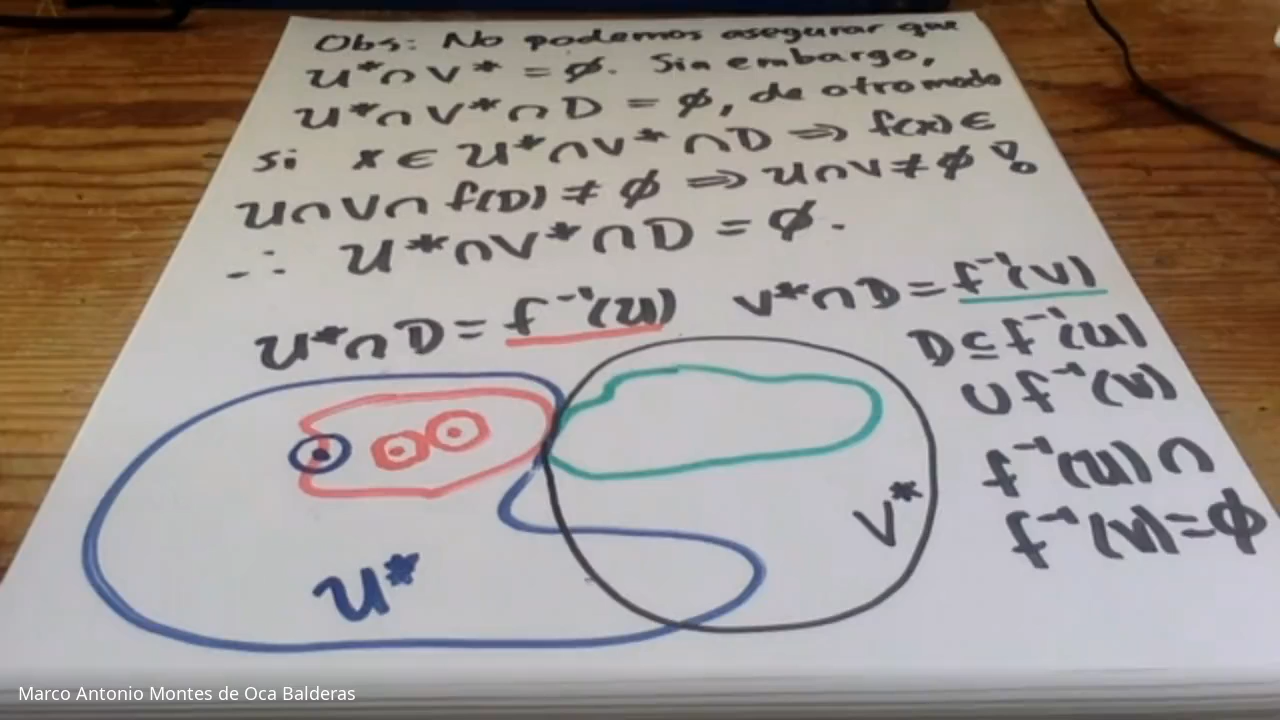 Obs: No podemos asegurar que
U*∩V* = ∅. Sin embargo,
U*∩V*∩D = ∅, de otro modo
si x ∈ U*∩V*∩D ⇒ f(x) ∈
U∩V∩f(D) ≠ ∅ ⇒ U∩V ≠ ∅ !
∴ U*∩V*∩D = ∅.
U*∩D = f⁻¹(U) V*∩D = f⁻¹(V)
D ⊆ f⁻¹(U)
∪ f⁻¹(V)
f⁻¹(U) ∩
f⁻¹(V) = ∅
V*
U*
Marco Antonio Montes de Oca Balderas